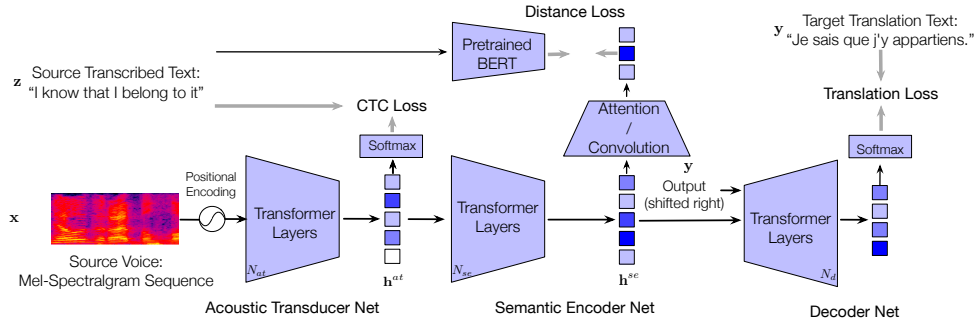 Distance Loss
y
Target Translation Text:
“Je sais que j'y appartiens.”
Pretrained
BERT
z
Source Transcribed Text:
“I know that I belong to it”
CTC Loss
Translation Loss
Softmax
Attention
/
Convolution
Softmax
y
Positional
Encoding
Output
(shifted right)
x
Transformer
Layers
Transformer
Layers
Transformer
Layers
Source Voice:
Mel-Spectralgram Sequence
N_at
h^at
N_se
h^se
N_d
Acoustic Transducer Net
Semantic Encoder Net
Decoder Net